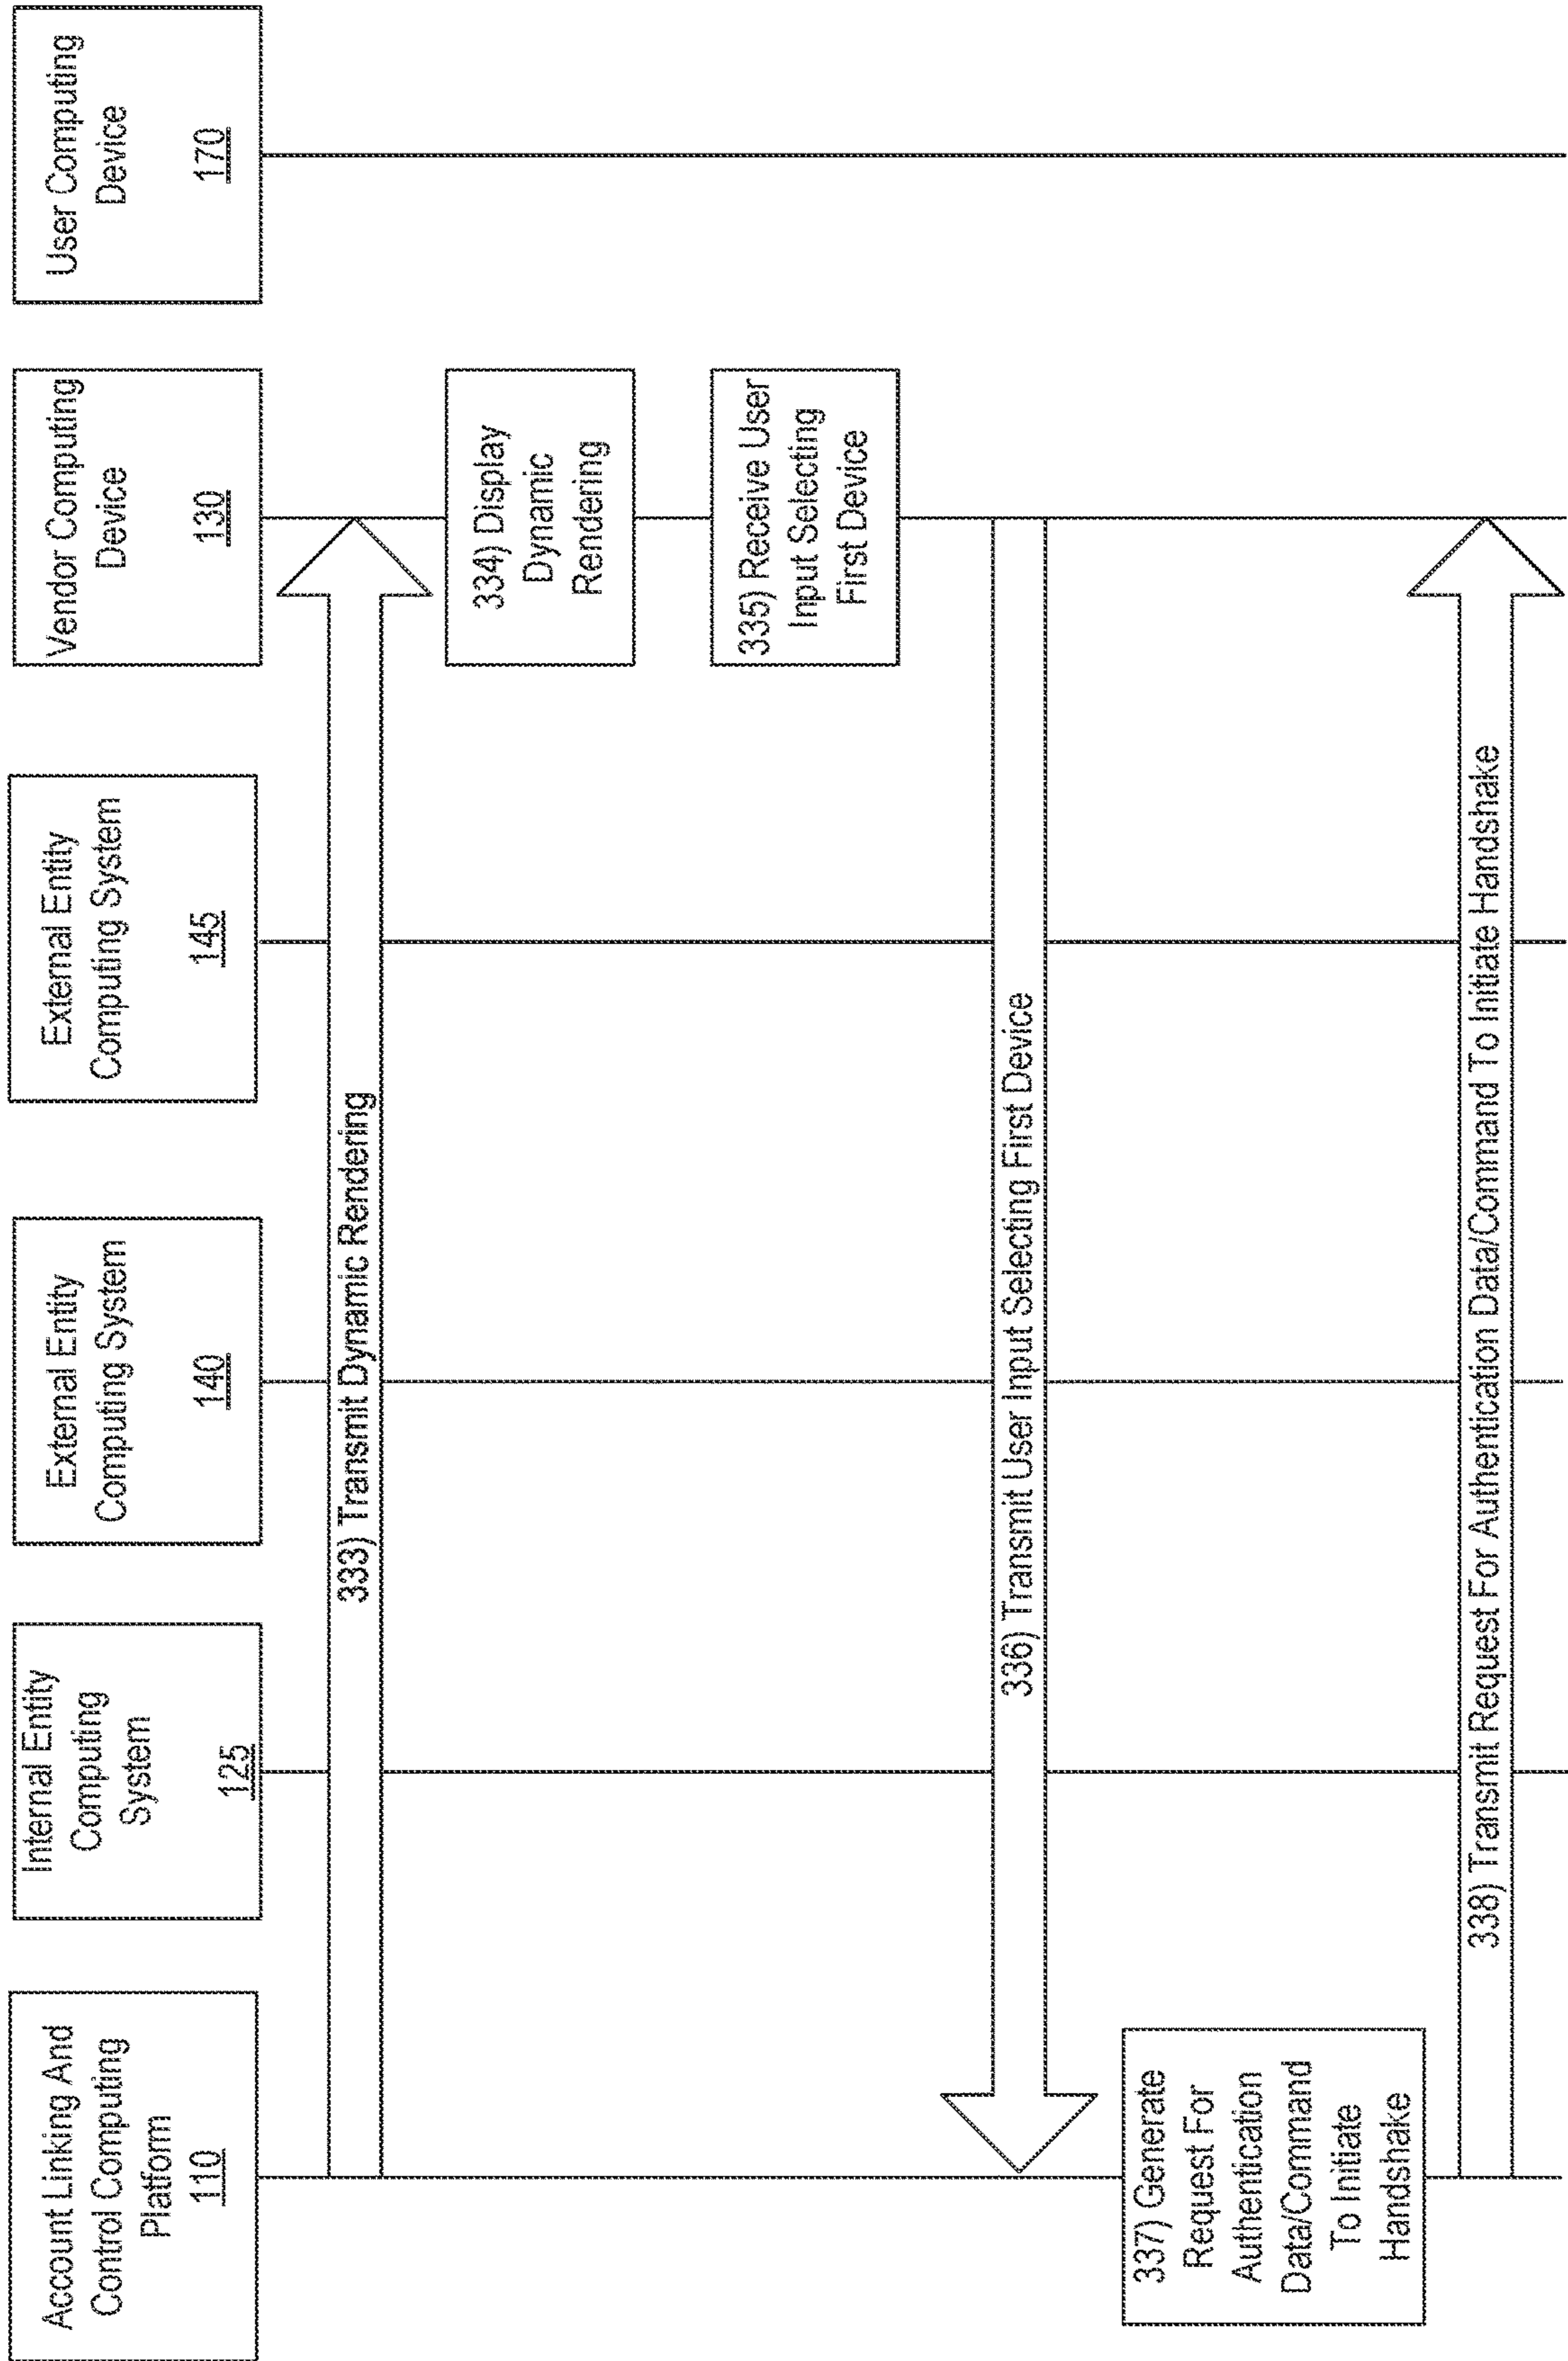 Account Linking And
Control Computing
Platform
110
Internal Entity
Computing
System
125
External Entity
Computing System
140
External Entity
Computing System
145
Vendor Computing
Device
130
User Computing
Device
170
333) Transmit Dynamic Rendering
334) Display
Dynamic
Rendering
335) Receive User
Input Selecting
First Device
336) Transmit User Input Selecting First Device
337) Generate
Request For
Authentication
Data/Command
To Initiate
Handshake
338) Transmit Request For Authentication Data/Command To Initiate Handshake